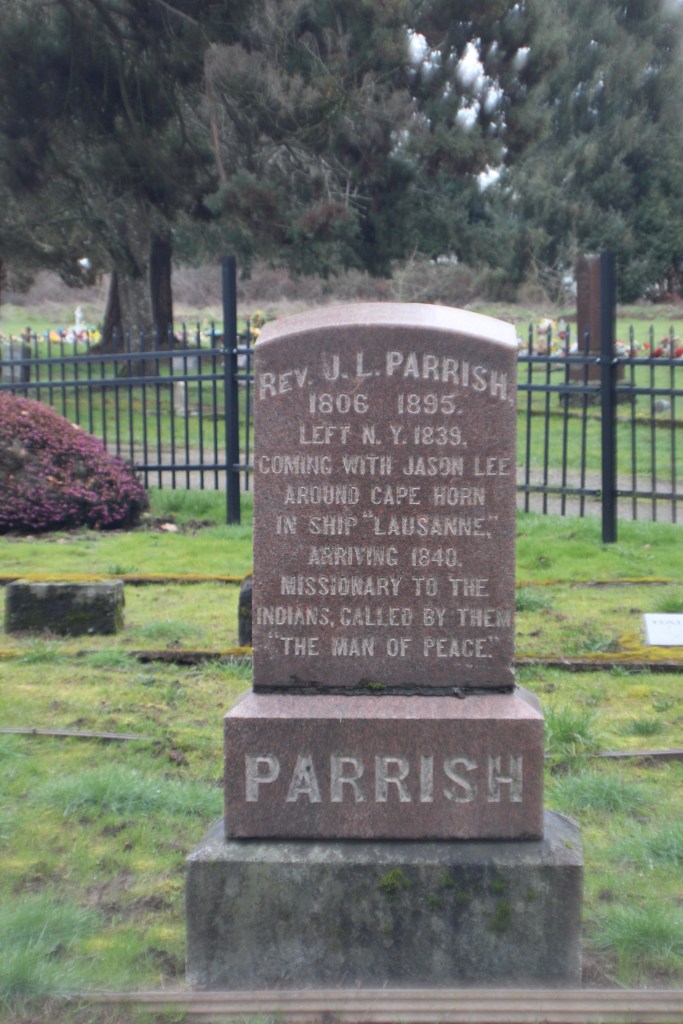 REV. J. L. PARRISH.
1806 1895.
LEFT N. Y. 1839,
COMING WITH JASON LEE
AROUND CAPE HORN
IN SHIP "LAUSANNE,"
ARRIVING 1840.
MISSIONARY TO THE
INDIANS, CALLED BY THEM
"THE MAN OF PEACE."
PARRISH